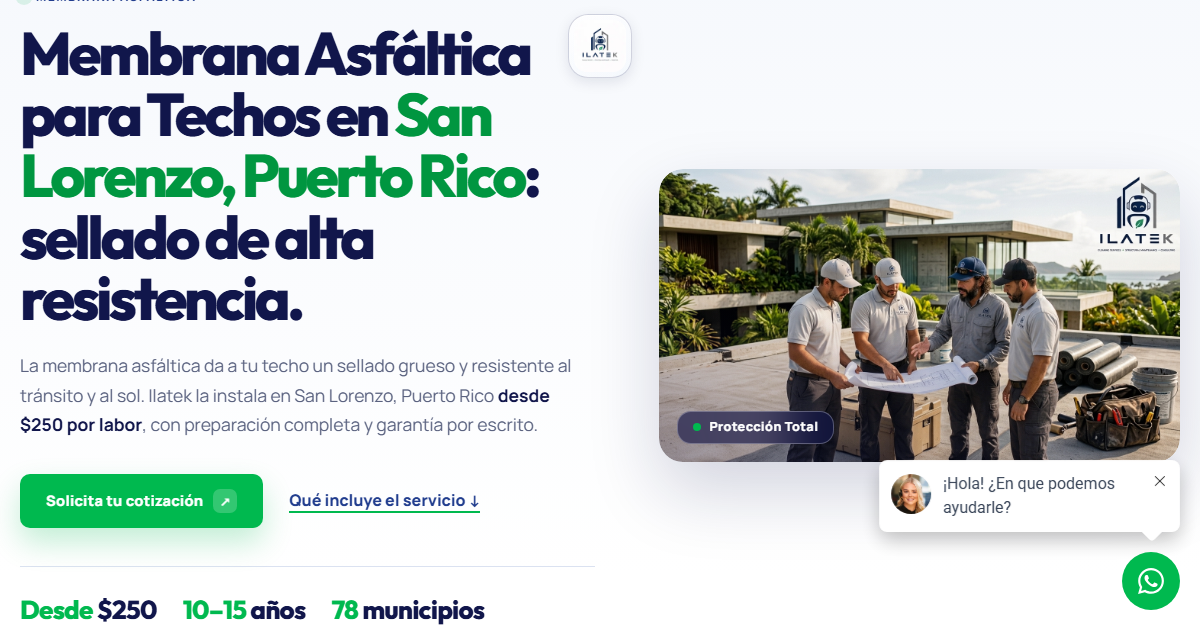 Membrana Asfáltica
para Techos en San
Lorenzo, Puerto Rico:
sellado de alta
resistencia.
ILATEK
La membrana asfáltica da a tu techo un sellado grueso y resistente al
tránsito y al sol. Ilatek la instala en San Lorenzo, Puerto Rico desde
$250 por labor, con preparación completa y garantía por escrito.
Solicita tu cotización ↗
Qué incluye el servicio ↓
Desde $250
10–15 años
78 municipios
ILATEK
Protección Total
¡Hola! ¿En que podemos
ayudarle?